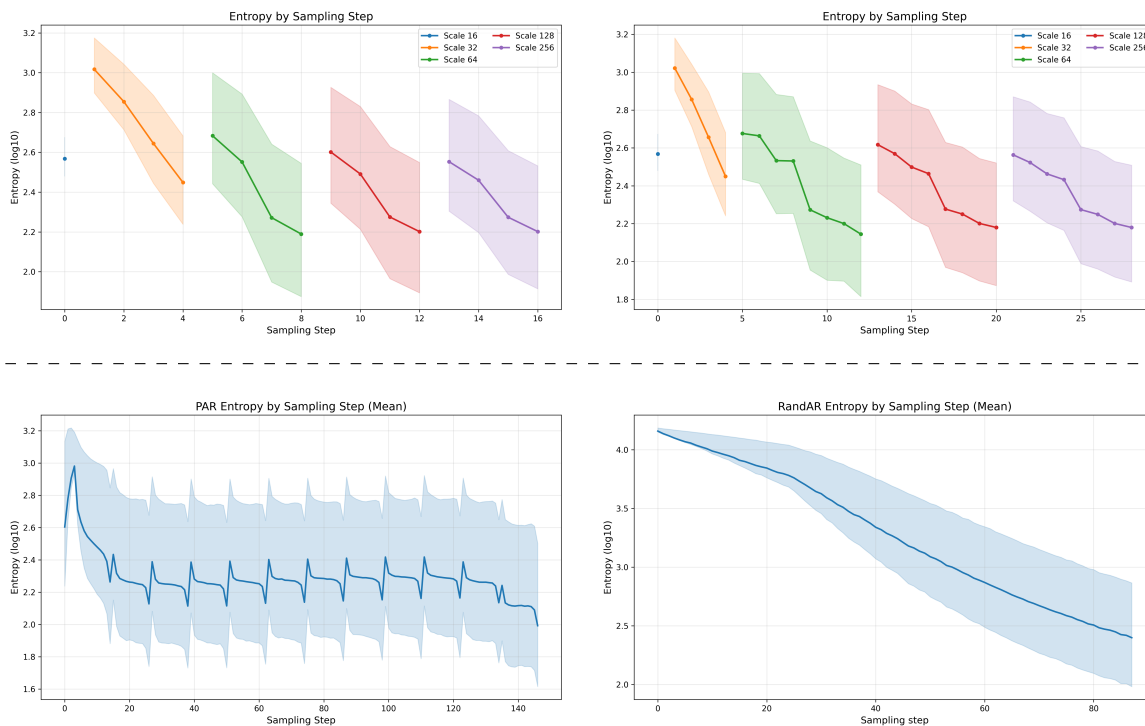 Entropy by Sampling Step
Entropy (log10)
3.2
3.0
2.8
2.6
2.4
2.2
2.0
Scale 16
Scale 32
Scale 64
Scale 128
Scale 256
0
2
4
6
8
10
12
14
16
Sampling Step
Entropy by Sampling Step
Entropy (log10)
3.2
3.0
2.8
2.6
2.4
2.2
2.0
1.8
Scale 16
Scale 32
Scale 64
Scale 128
Scale 256
0
5
10
15
20
25
Sampling Step
PAR Entropy by Sampling Step (Mean)
Entropy (log10)
3.2
3.0
2.8
2.6
2.4
2.2
2.0
1.8
1.6
0
20
40
60
80
100
120
140
Sampling Step
RandAR Entropy by Sampling Step (Mean)
Entropy (log10)
4.0
3.5
3.0
2.5
2.0
0
20
40
60
80
Sampling step